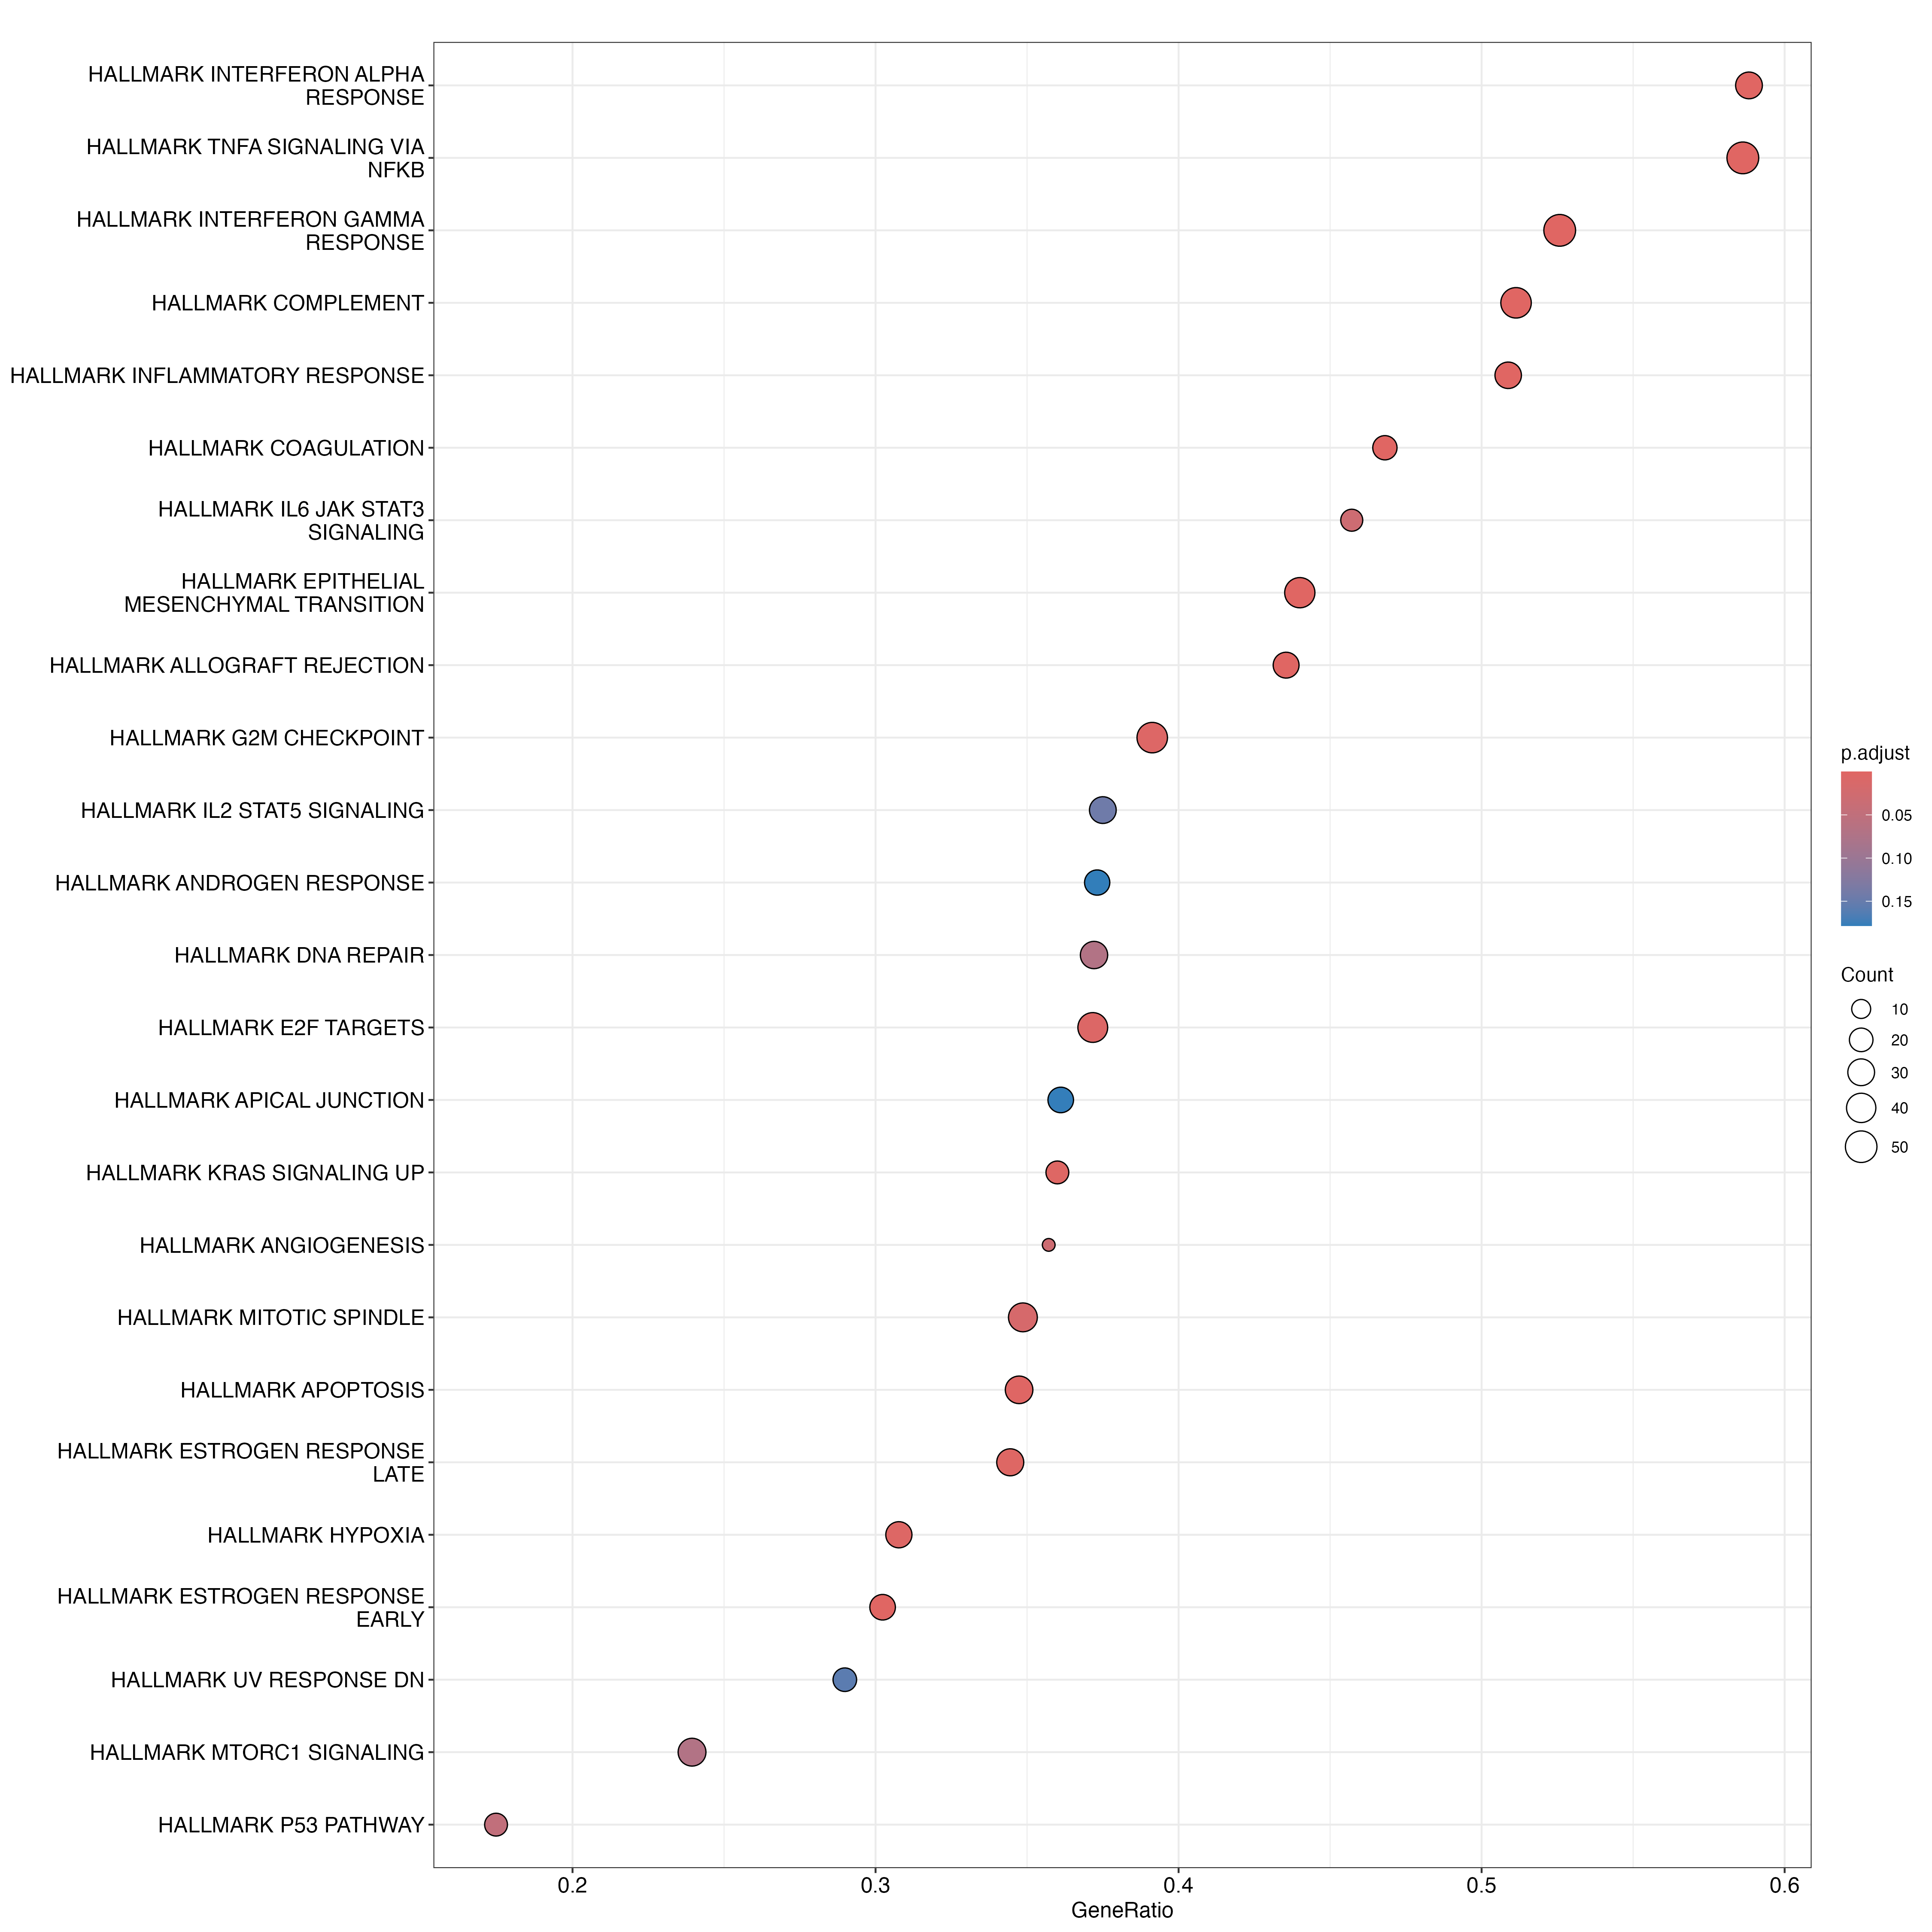 HALLMARK INTERFERON ALPHA
RESPONSE
HALLMARK TNFA SIGNALING VIA
NFKB
HALLMARK INTERFERON GAMMA
RESPONSE
HALLMARK COMPLEMENT
HALLMARK INFLAMMATORY RESPONSE
HALLMARK COAGULATION
HALLMARK IL6 JAK STAT3
SIGNALING
HALLMARK EPITHELIAL
MESENCHYMAL TRANSITION
HALLMARK ALLOGRAFT REJECTION
HALLMARK G2M CHECKPOINT
HALLMARK IL2 STAT5 SIGNALING
HALLMARK ANDROGEN RESPONSE
HALLMARK DNA REPAIR
HALLMARK E2F TARGETS
HALLMARK APICAL JUNCTION
HALLMARK KRAS SIGNALING UP
HALLMARK ANGIOGENESIS
HALLMARK MITOTIC SPINDLE
HALLMARK APOPTOSIS
HALLMARK ESTROGEN RESPONSE
LATE
HALLMARK HYPOXIA
HALLMARK ESTROGEN RESPONSE
EARLY
HALLMARK UV RESPONSE DN
HALLMARK MTORC1 SIGNALING
HALLMARK P53 PATHWAY
0.2 0.3 0.4 0.5 0.6
GeneRatio
p.adjust
0.05
0.10
0.15
Count
10
20
30
40
50